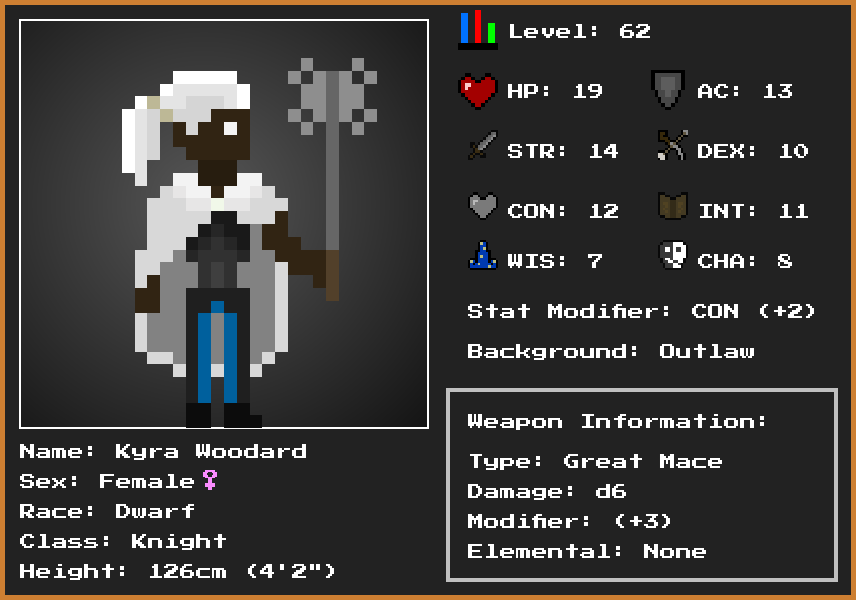 Level: 62
HP: 19
AC: 13
STR: 14
DEX: 10
CON: 12
INT: 11
WIS: 7
CHA: 8
Stat Modifier: CON (+2)
Background: Outlaw
Weapon Information:
Type: Great Mace
Damage: d6
Modifier: (+3)
Elemental: None
Name: Kyra Woodard
Sex: Female♀
Race: Dwarf
Class: Knight
Height: 126cm (4'2")